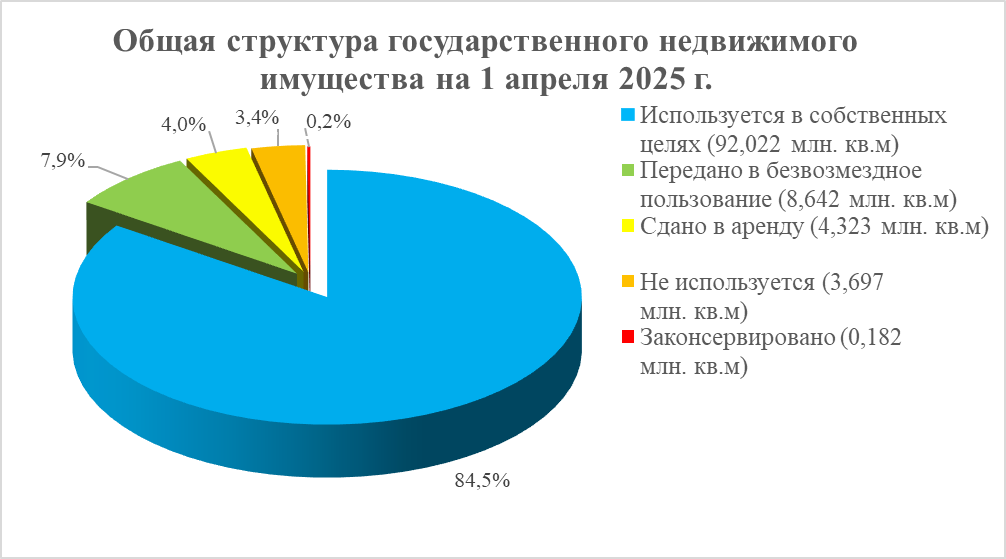 Общая структура государственного недвижимого
имущества на 1 апреля 2025 г.
4,0%
3,4%
0,2%
7,9%
84,5%
Используется в собственных
целях (92,022 млн. кв.м)
Передано в безвозмездное
пользование (8,642 млн. кв.м)
Сдано в аренду (4,323 млн. кв.м)
Не используется (3,697
млн. кв.м)
Законсервировано (0,182
млн. кв.м)